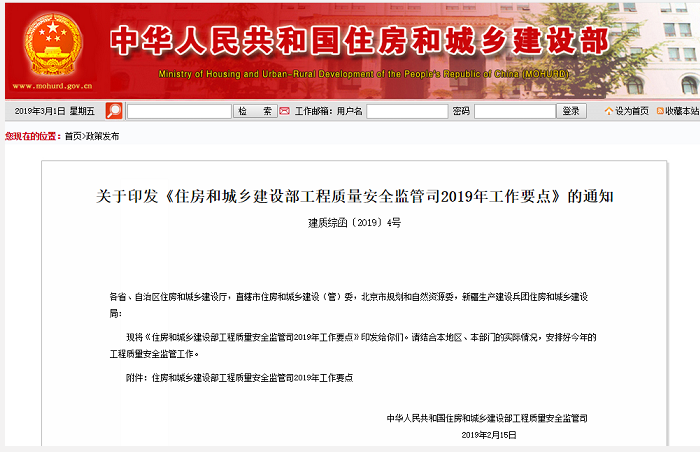 中华人民共和国住房和城乡建设部
www.mohurd.gov.cn
Ministry of Housing and Urban-Rural Development of the People's Republic of China (MOHURD)
2019年3月1日 星期五 检 索 工作邮箱：用户名 密码 登录 设为首页 收藏本站
您现在的位置：首页>政策发布
关于印发《住房和城乡建设部工程质量安全监管司2019年工作要点》的通知
建质综函〔2019〕4号
各省、自治区住房和城乡建设厅，直辖市住房和城乡建设（管）委，北京市规划和自然资源委，新疆生产建设兵团住房和城乡建设
局：
现将《住房和城乡建设部工程质量安全监管司2019年工作要点》印发给你们。请结合本地区、本部门的实际情况，安排好今年的
工程质量安全监管工作。
附件：住房和城乡建设部工程质量安全监管司2019年工作要点
中华人民共和国住房和城乡建设部工程质量安全监管司
2019年2月15日